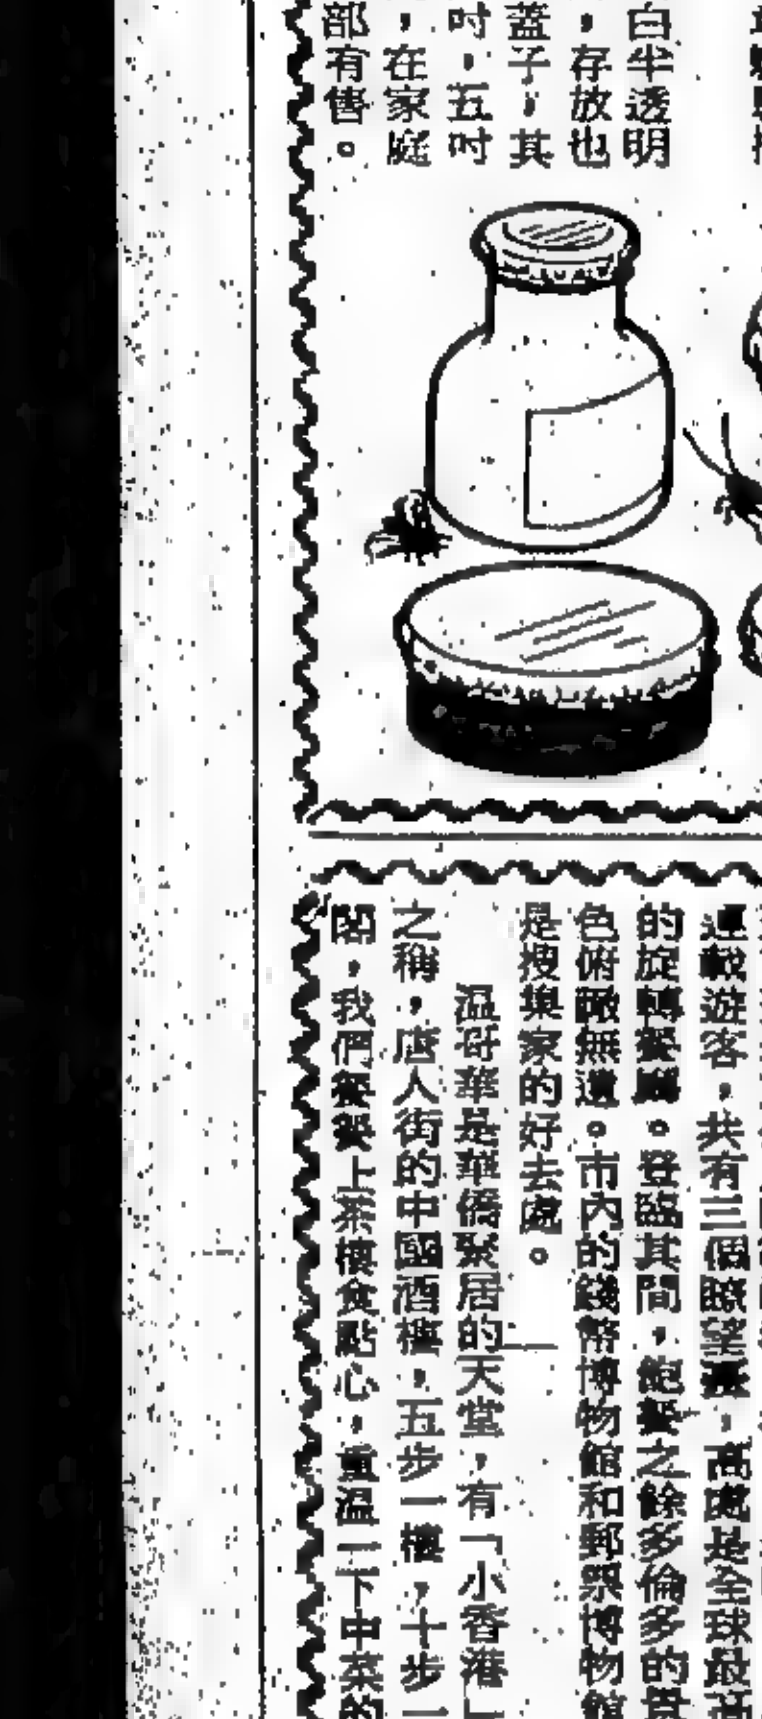 白半透明
，存放也
蓋子，其
吋，五吋
，在家庭
部有售。
連載遊客，共有三個瞭望臺，高處是全球最高
的旋轉餐廳。登臨其間，飽餐之餘多倫多的景
色俯瞰無遺。市內的錢幣博物館和郵票博物館
是搜集家的好去處。
温哥華是華僑聚居的天堂，有「小香港」
之稱，唐人街的中國酒樓，五步一樓，十步一
閣，我們餐餐上茶樓食點心，重温一下中菜的